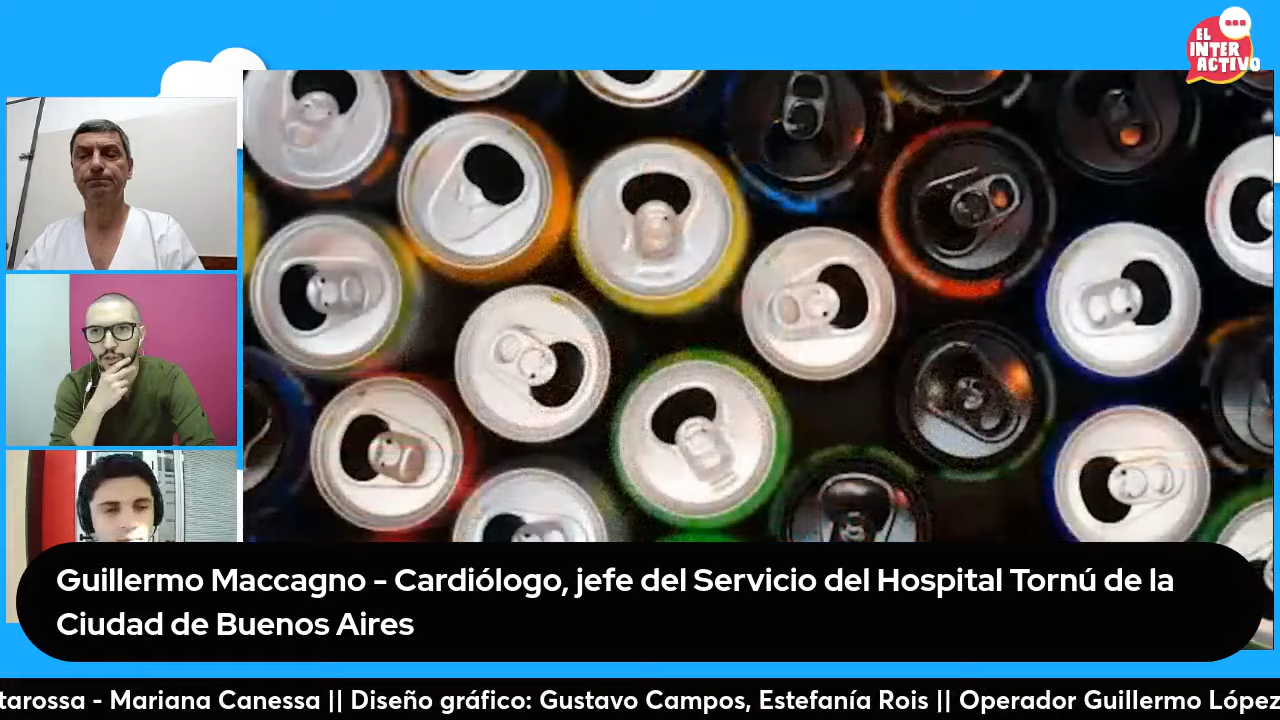 EL
INTER
ACTIVO
Guillermo Maccagno - Cardiólogo, jefe del Servicio del Hospital Tornú de la
Ciudad de Buenos Aires
tarossa - Mariana Canessa || Diseño gráfico: Gustavo Campos, Estefanía Rois || Operador Guillermo López